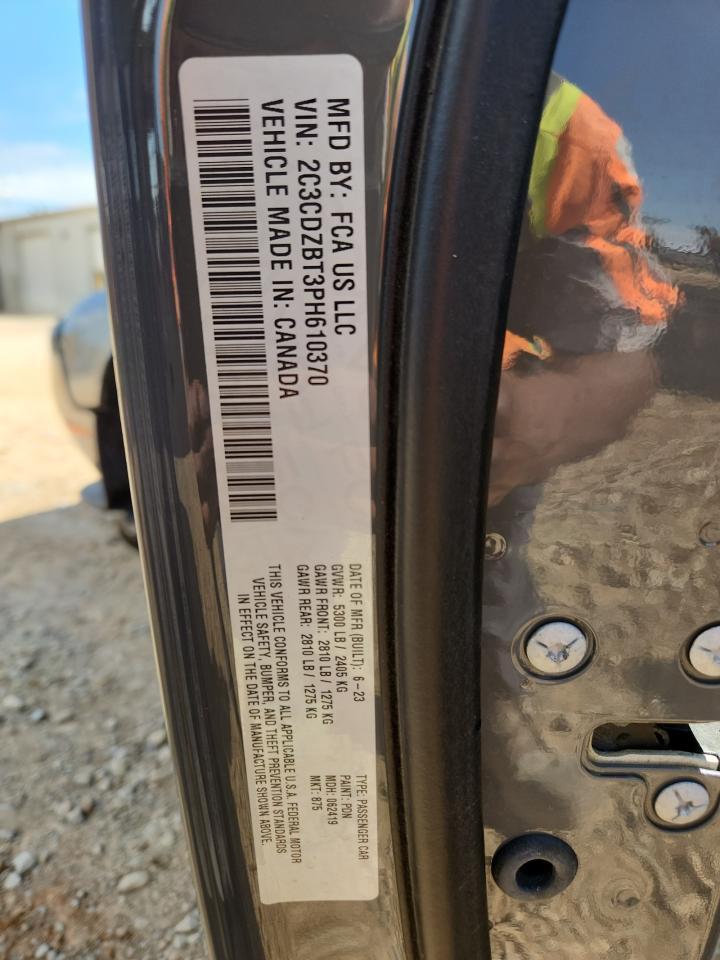 MFD BY: FCA US LLC
VIN: 2C3CDZBT3PH610370
VEHICLE MADE IN: CANADA
DATE OF MFR (BUILT): 6-23
GVWR: 5300 LB / 2405 KG
GAWR FRONT: 2810 LB / 1275 KG
GAWR REAR: 2810 LB / 1275 KG
THIS VEHICLE CONFORMS TO ALL APPLICABLE U.S.A. FEDERAL MOTOR
VEHICLE SAFETY, BUMPER, AND THEFT PREVENTION STANDARDS
IN EFFECT ON THE DATE OF MANUFACTURE SHOWN ABOVE.
TYPE: PASSENGER CAR
PAINT: PDN
MDH: 062419
MKT: 875